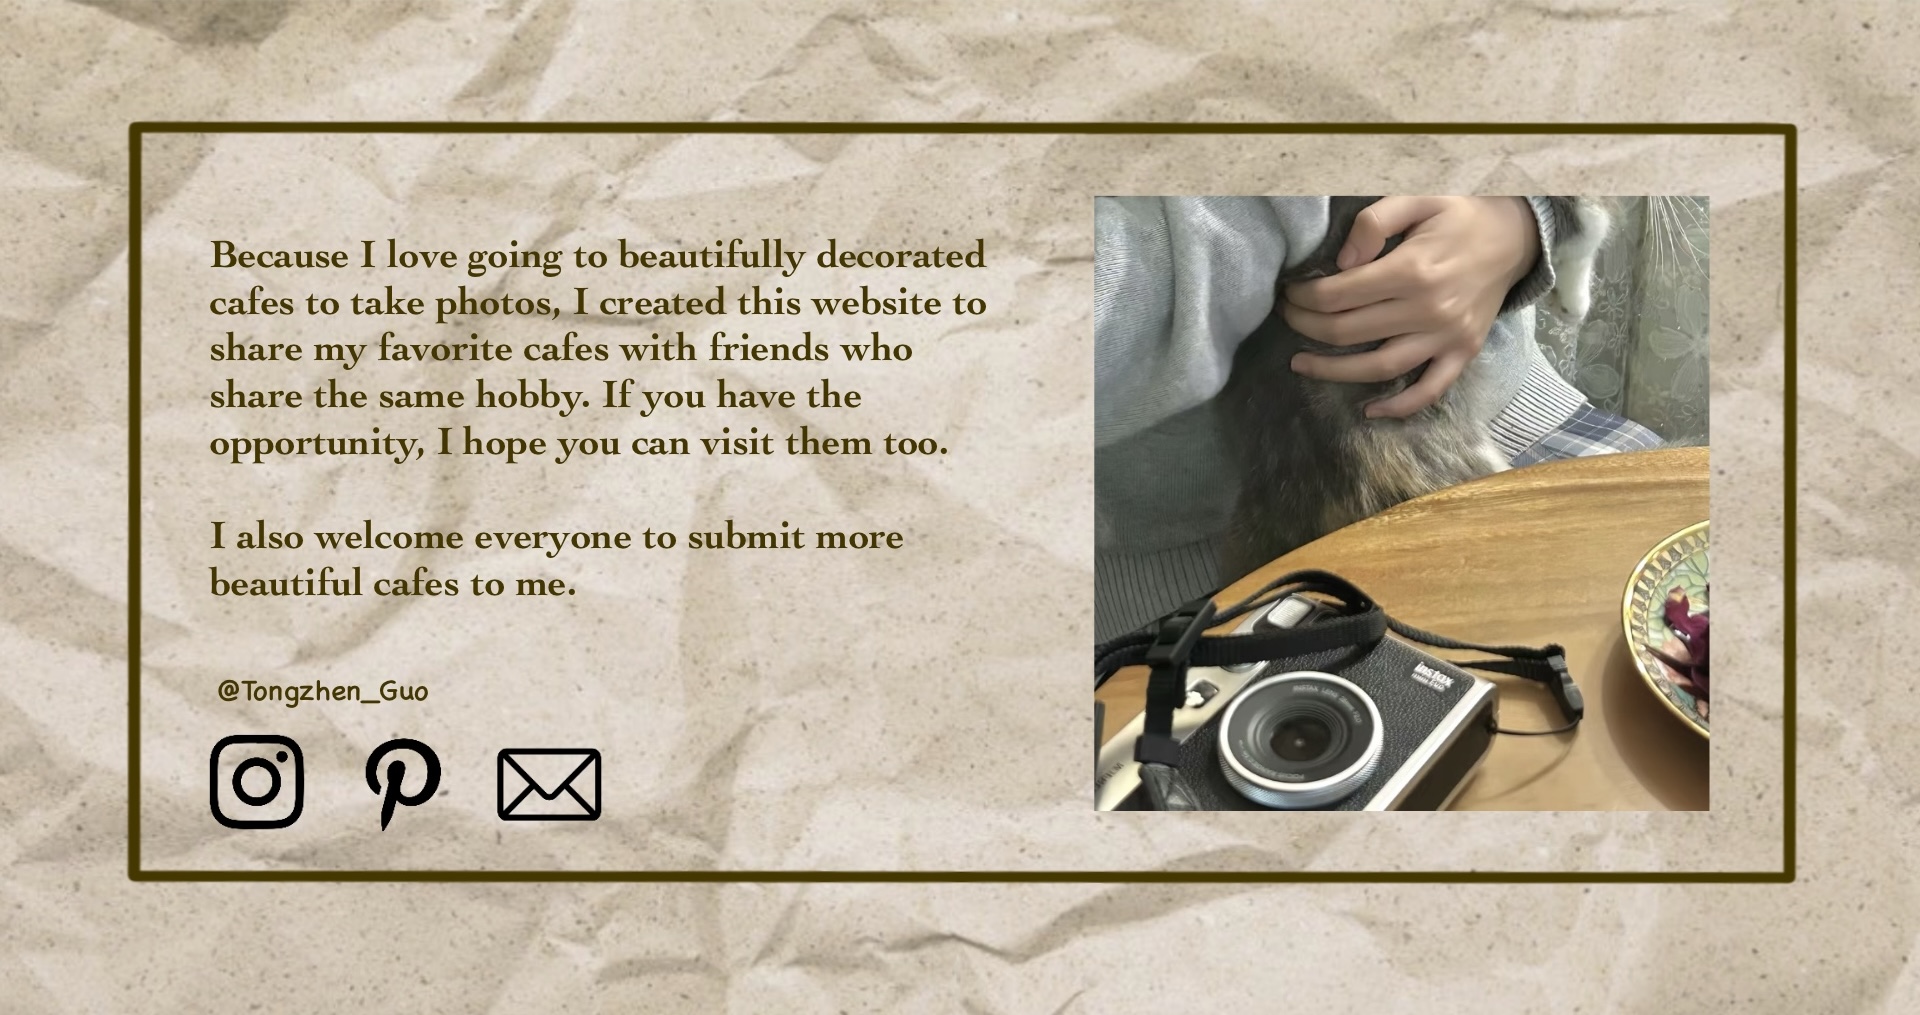 Because I love going to beautifully decorated
cafes to take photos, I created this website to
share my favorite cafes with friends who
share the same hobby. If you have the
opportunity, I hope you can visit them too.
I also welcome everyone to submit more
beautiful cafes to me.
@Tongzhen_Guo
instax